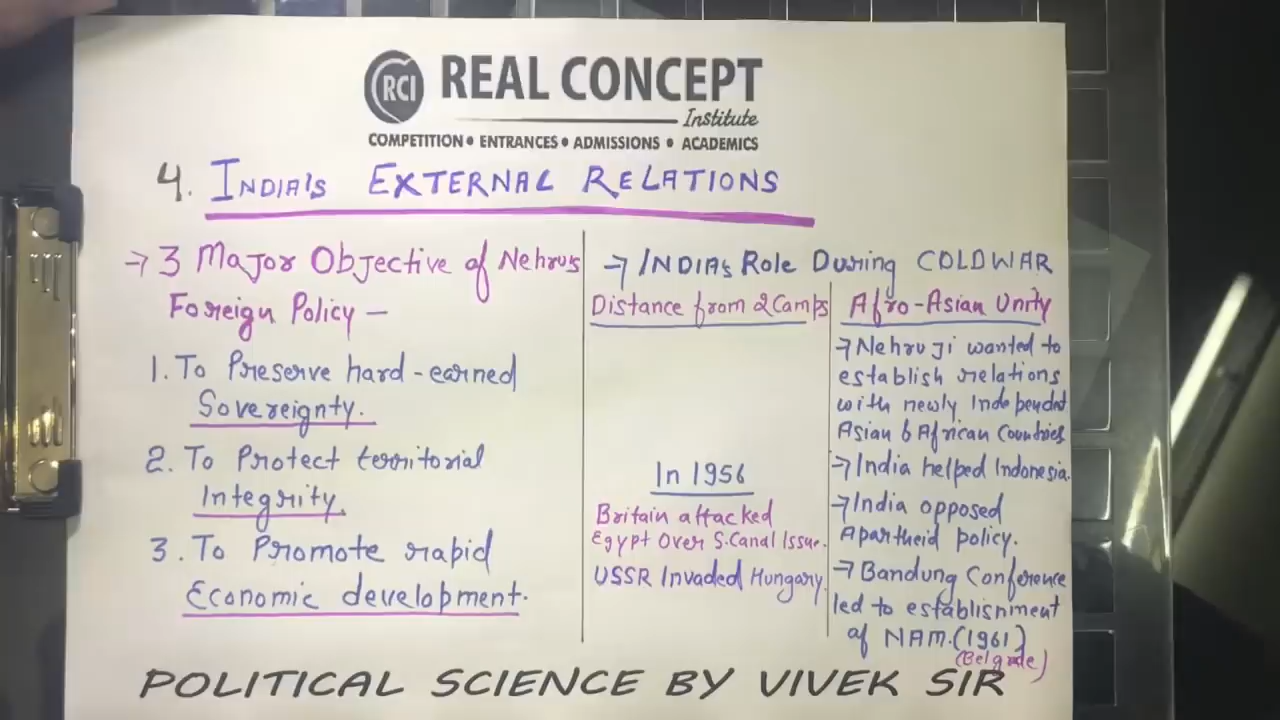 RCI REAL CONCEPT
Institute
COMPETITION • ENTRANCES • ADMISSIONS • ACADEMICS
4. INDIA'S EXTERNAL RELATIONS
→ 3 Major Objective of Nehru's
Foreign Policy —
1. To Preserve hard-earned
Sovereignty.
2. To Protect territorial
Integrity.
3. To Promote rapid
Economic development.
→ INDIA's Role During COLDWAR
Distance from 2 Camps
In 1956
Britain attacked
Egypt Over S.Canal Issue.
USSR Invaded Hungary.
Afro-Asian Unity
→ Nehru Ji wanted to
establish relations
with newly Independent
Asian & African Countries
→ India helped Indonesia.
→ India opposed
Apartheid policy.
→ Bandung Conference
led to establishment
of NAM.(1961)
(Belgrade)
POLITICAL SCIENCE BY VIVEK SIR